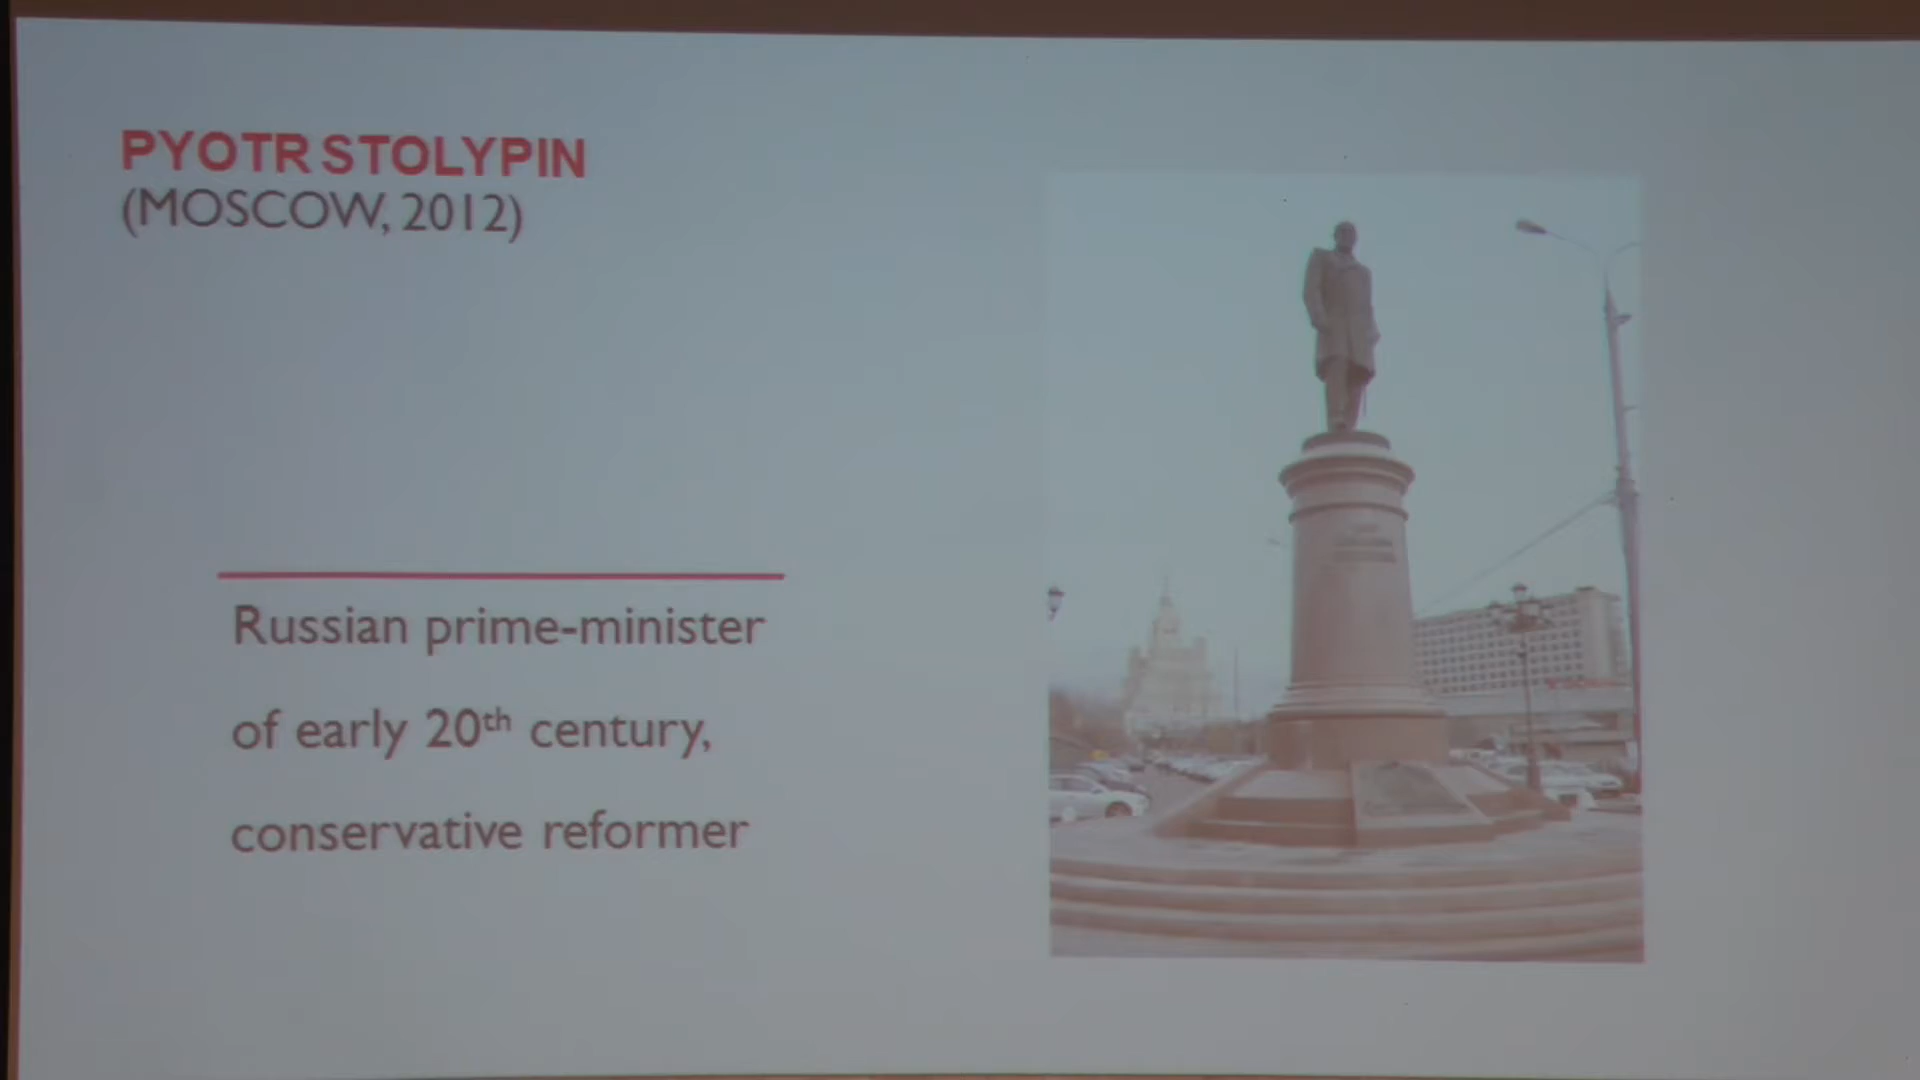 PYOTR STOLYPIN
(MOSCOW, 2012)
Russian prime-minister
of early 20th century,
conservative reformer